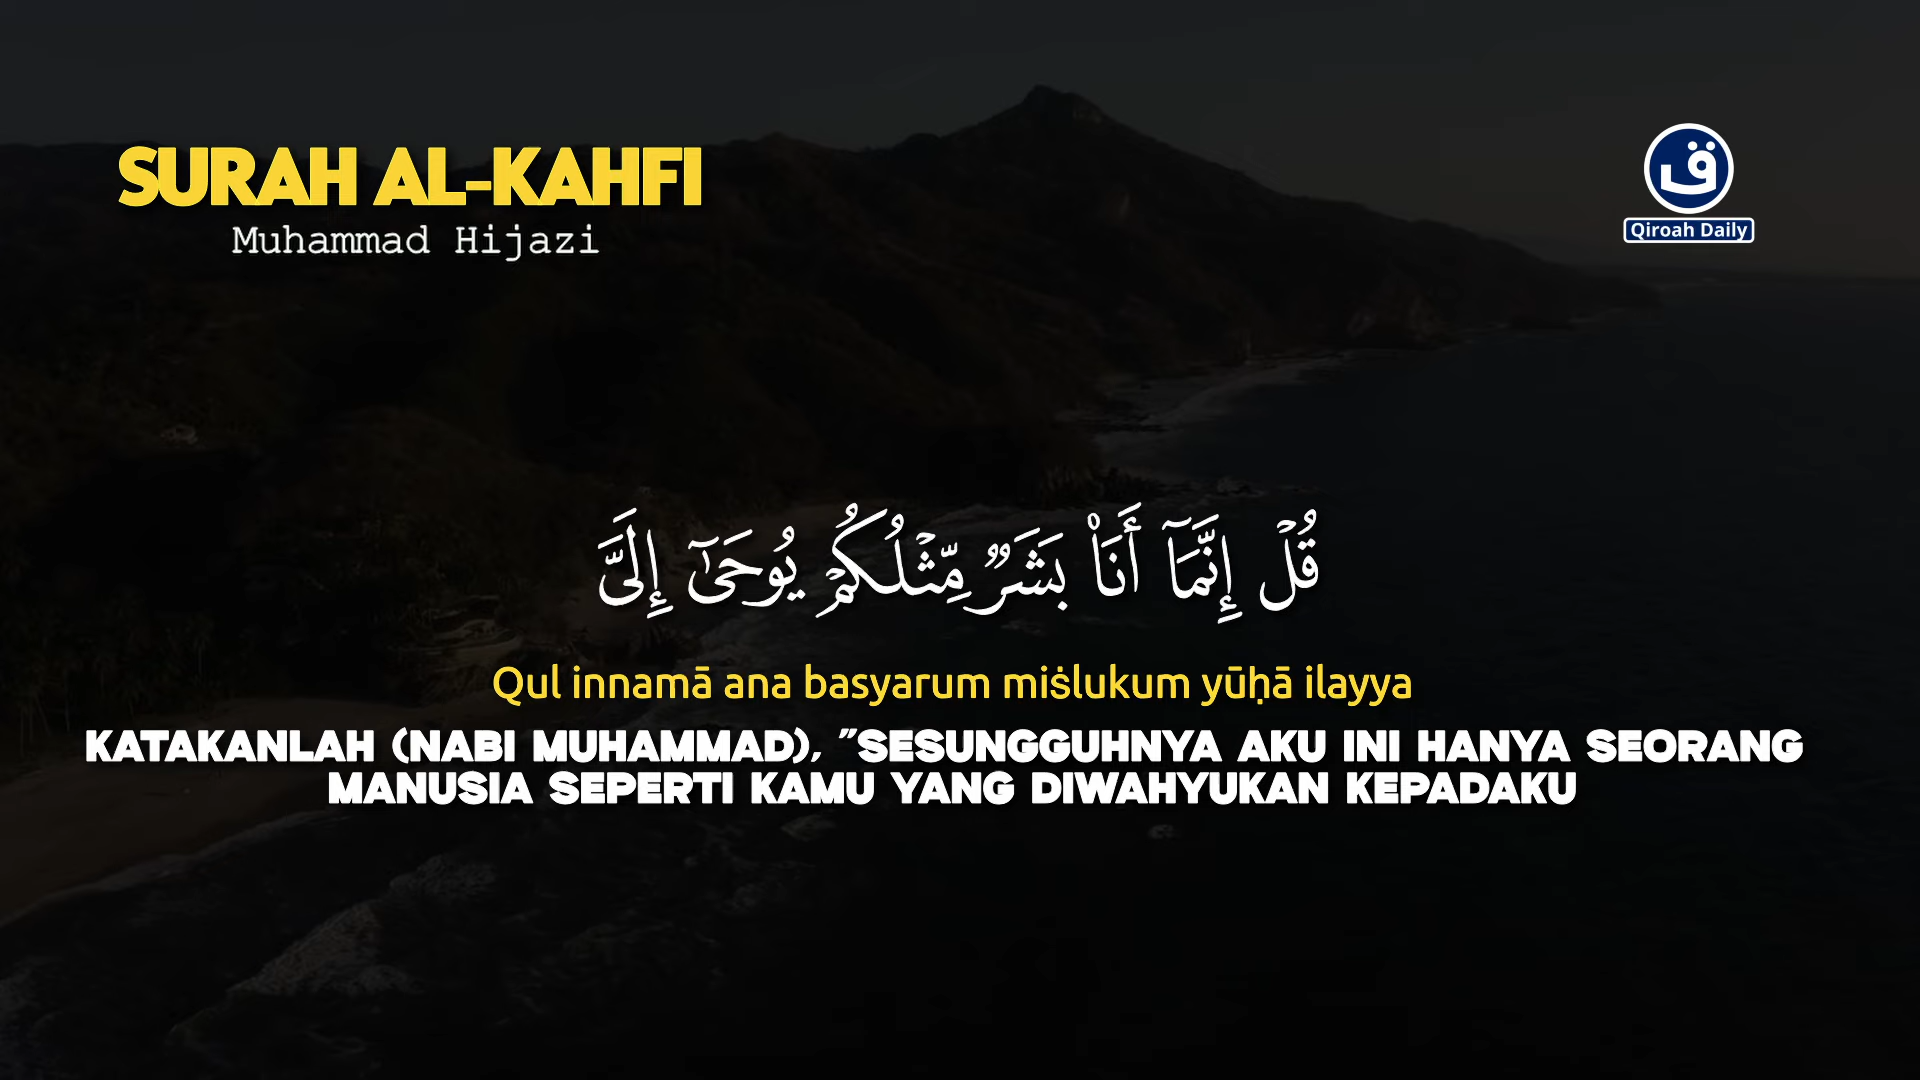 SURAH AL-KAHFI
Muhammad Hijazi
ق
Qiroah Daily
قُلْ إِنَّمَآ أَنَا۠ بَشَرٌ مِّثْلُكُمْ يُوحَىٰٓ إِلَىَّ
Qul innamā ana basyarum miṡlukum yūḥā ilayya
KATAKANLAH (NABI MUHAMMAD), "SESUNGGUHNYA AKU INI HANYA SEORANG
MANUSIA SEPERTI KAMU YANG DIWAHYUKAN KEPADAKU